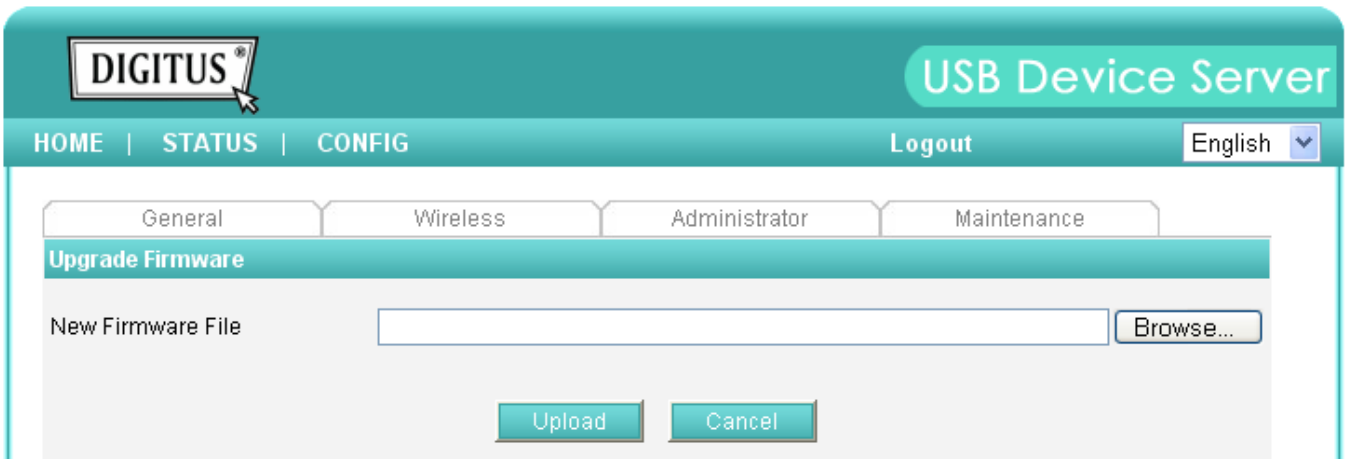 DIGITUS®
USB Device Server
HOME | STATUS | CONFIG Logout English
General Wireless Administrator Maintenance
Upgrade Firmware
New Firmware File Browse...
Upload Cancel